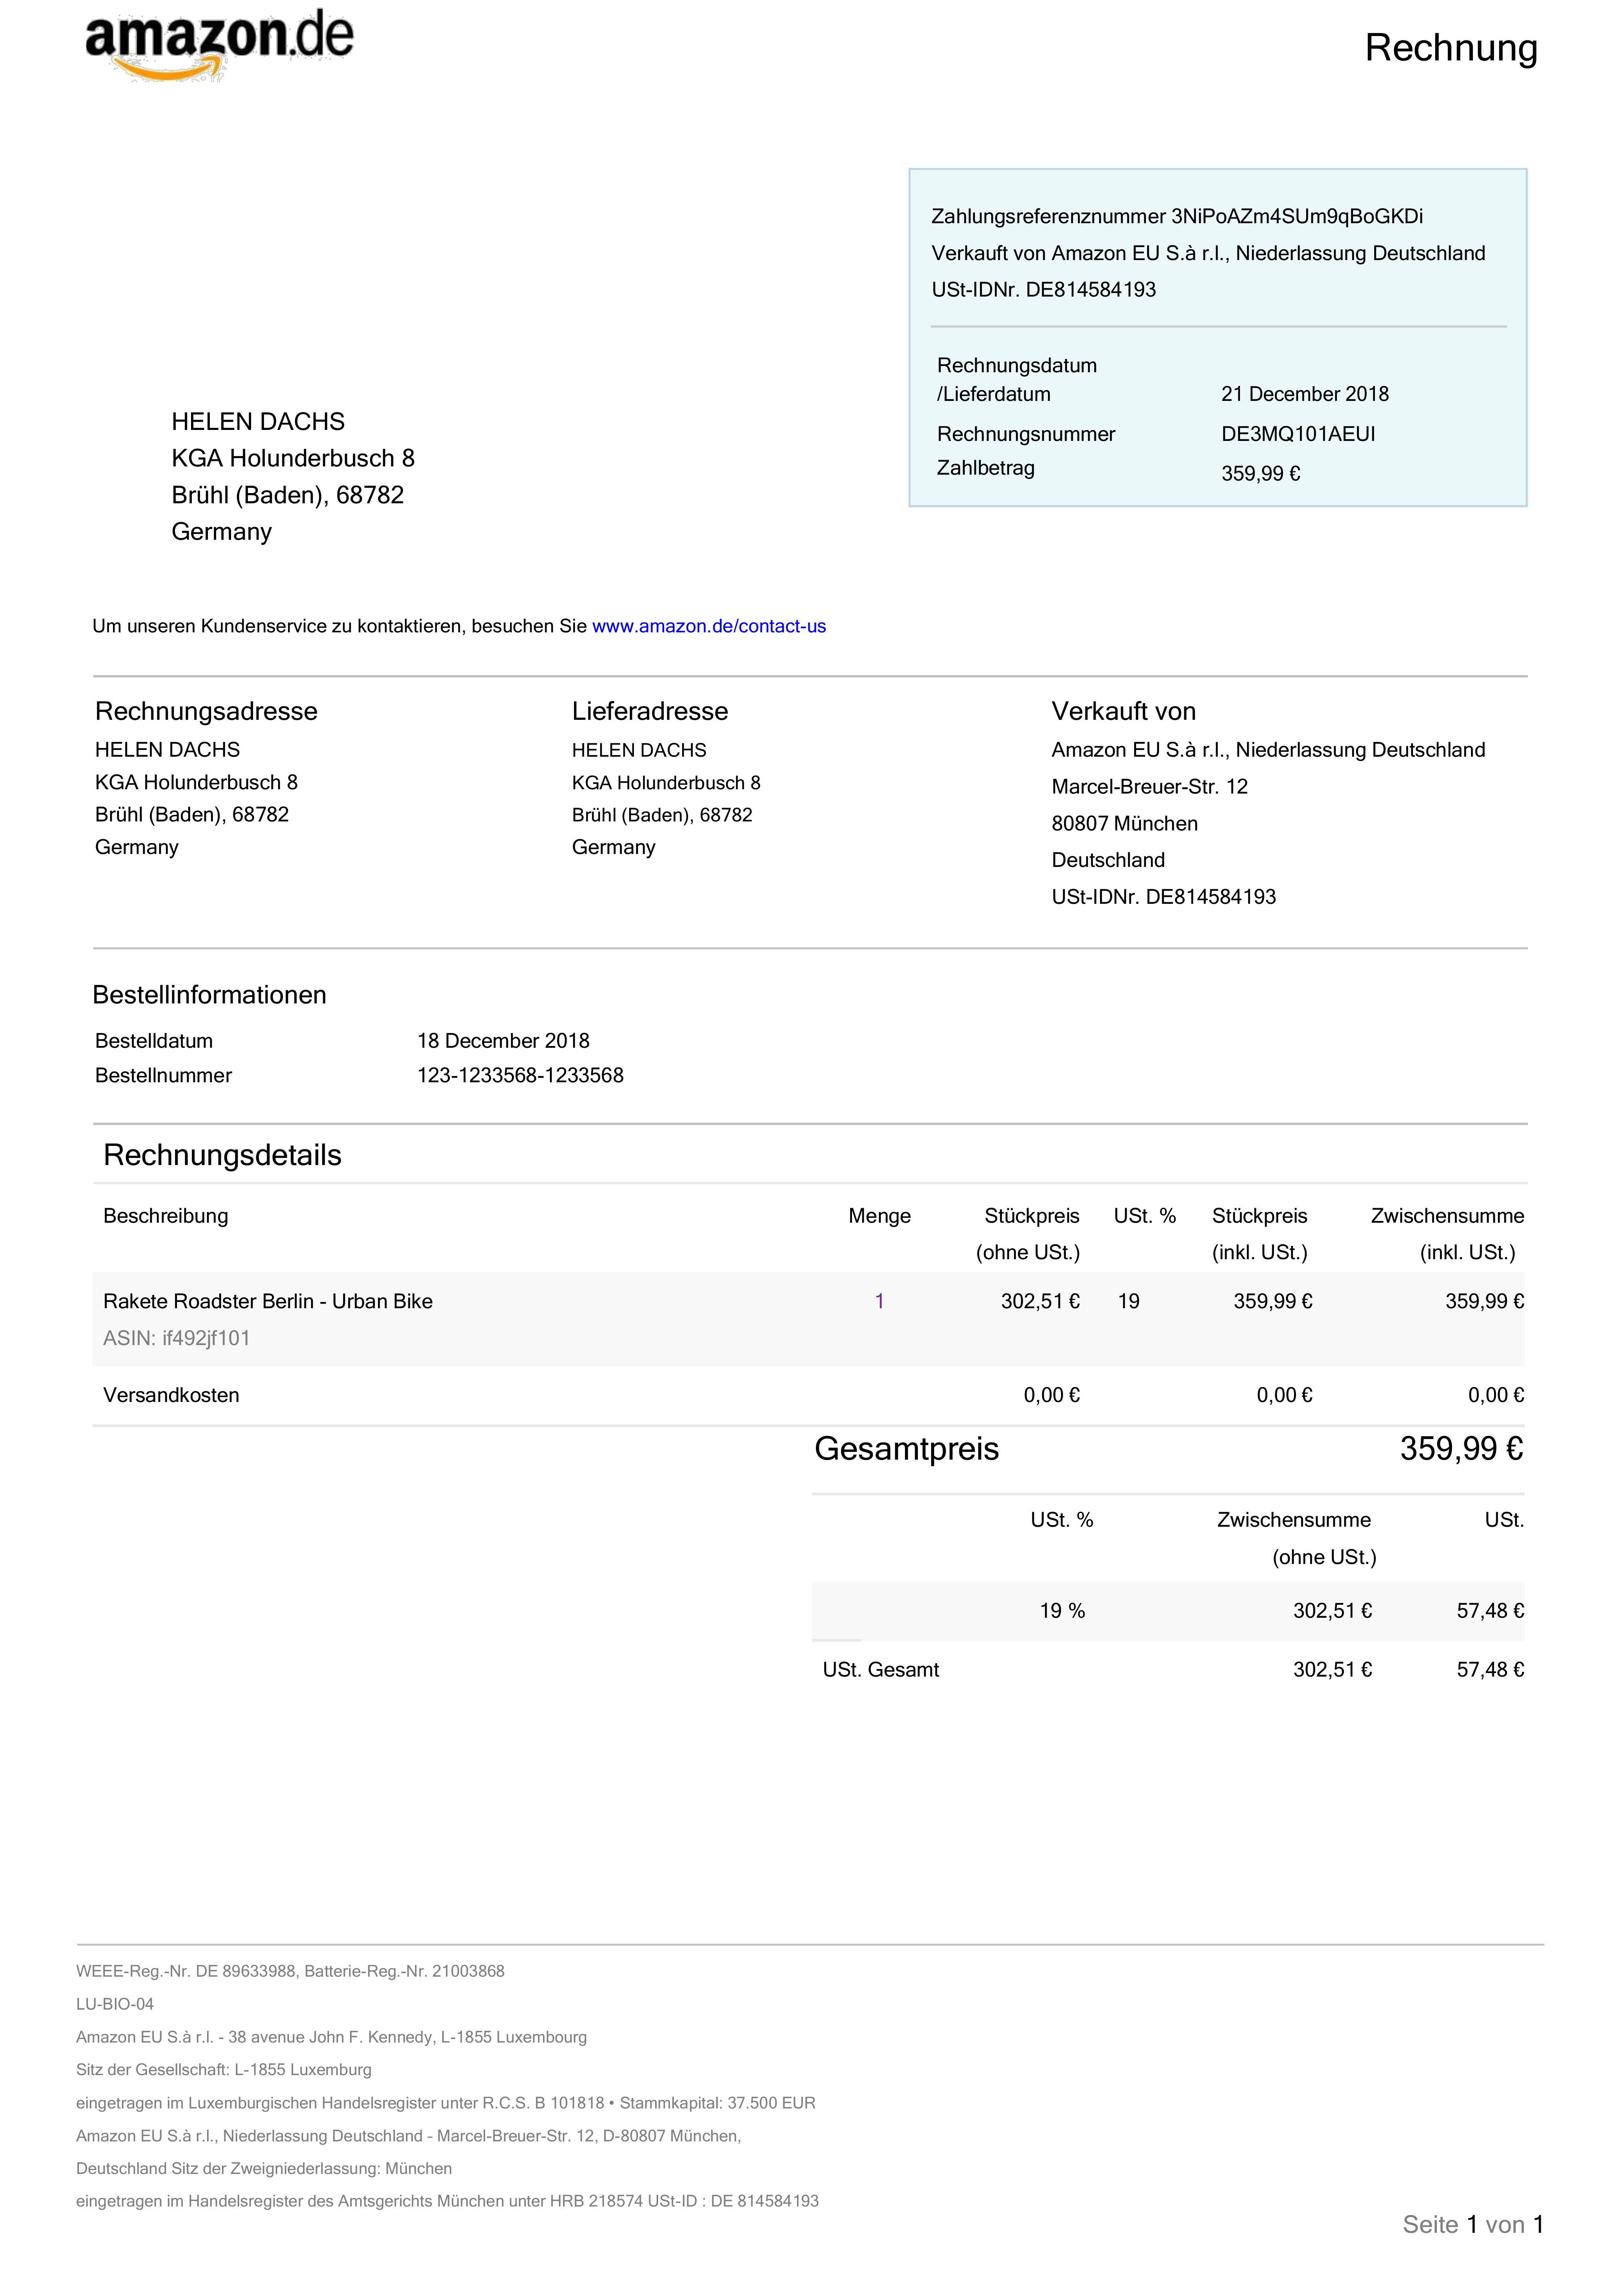 amazon.de
Rechnung
Zahlungsreferenznummer 3NiPoAZm4SUm9qBoGKDi
Verkauft von Amazon EU S.à r.l., Niederlassung Deutschland
USt-IDNr. DE814584193
Rechnungsdatum
/Lieferdatum 21 December 2018
Rechnungsnummer DE3MQ101AEUI
Zahlbetrag 359,99 €
HELEN DACHS
KGA Holunderbusch 8
Brühl (Baden), 68782
Germany
Um unseren Kundenservice zu kontaktieren, besuchen Sie www.amazon.de/contact-us
Rechnungsadresse
HELEN DACHS
KGA Holunderbusch 8
Brühl (Baden), 68782
Germany
Lieferadresse
HELEN DACHS
KGA Holunderbusch 8
Brühl (Baden), 68782
Germany
Verkauft von
Amazon EU S.à r.l., Niederlassung Deutschland
Marcel-Breuer-Str. 12
80807 München
Deutschland
USt-IDNr. DE814584193
Bestellinformationen
Bestelldatum 18 December 2018
Bestellnummer 123-1233568-1233568
Rechnungsdetails
Beschreibung Menge Stückpreis USt. % Stückpreis Zwischensumme
(ohne USt.) (inkl. USt.) (inkl. USt.)
Rakete Roadster Berlin - Urban Bike 1 302,51 € 19 359,99 € 359,99 €
ASIN: if492jf101
Versandkosten 0,00 € 0,00 € 0,00 €
Gesamtpreis 359,99 €
USt. % Zwischensumme USt.
(ohne USt.)
19 % 302,51 € 57,48 €
USt. Gesamt 302,51 € 57,48 €
WEEE-Reg.-Nr. DE 89633988, Batterie-Reg.-Nr. 21003868
LU-BIO-04
Amazon EU S.à r.l. - 38 avenue John F. Kennedy, L-1855 Luxembourg
Sitz der Gesellschaft: L-1855 Luxemburg
eingetragen im Luxemburgischen Handelsregister unter R.C.S. B 101818 • Stammkapital: 37.500 EUR
Amazon EU S.à r.l., Niederlassung Deutschland - Marcel-Breuer-Str. 12, D-80807 München,
Deutschland Sitz der Zweigniederlassung: München
eingetragen im Handelsregister des Amtsgerichts München unter HRB 218574 USt-ID : DE 814584193
Seite 1 von 1